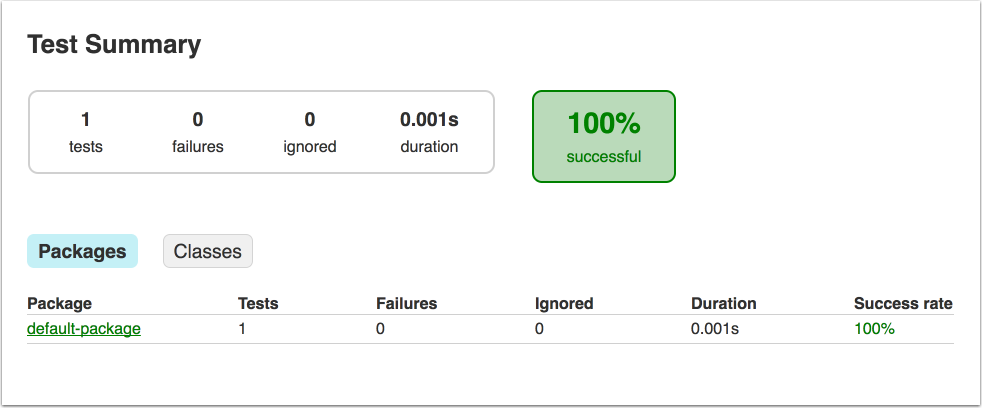 Test Summary
1 0 0 0.001s
tests failures ignored duration
100%
successful
Packages Classes
Package Tests Failures Ignored Duration Success rate
default-package 1 0 0 0.001s 100%